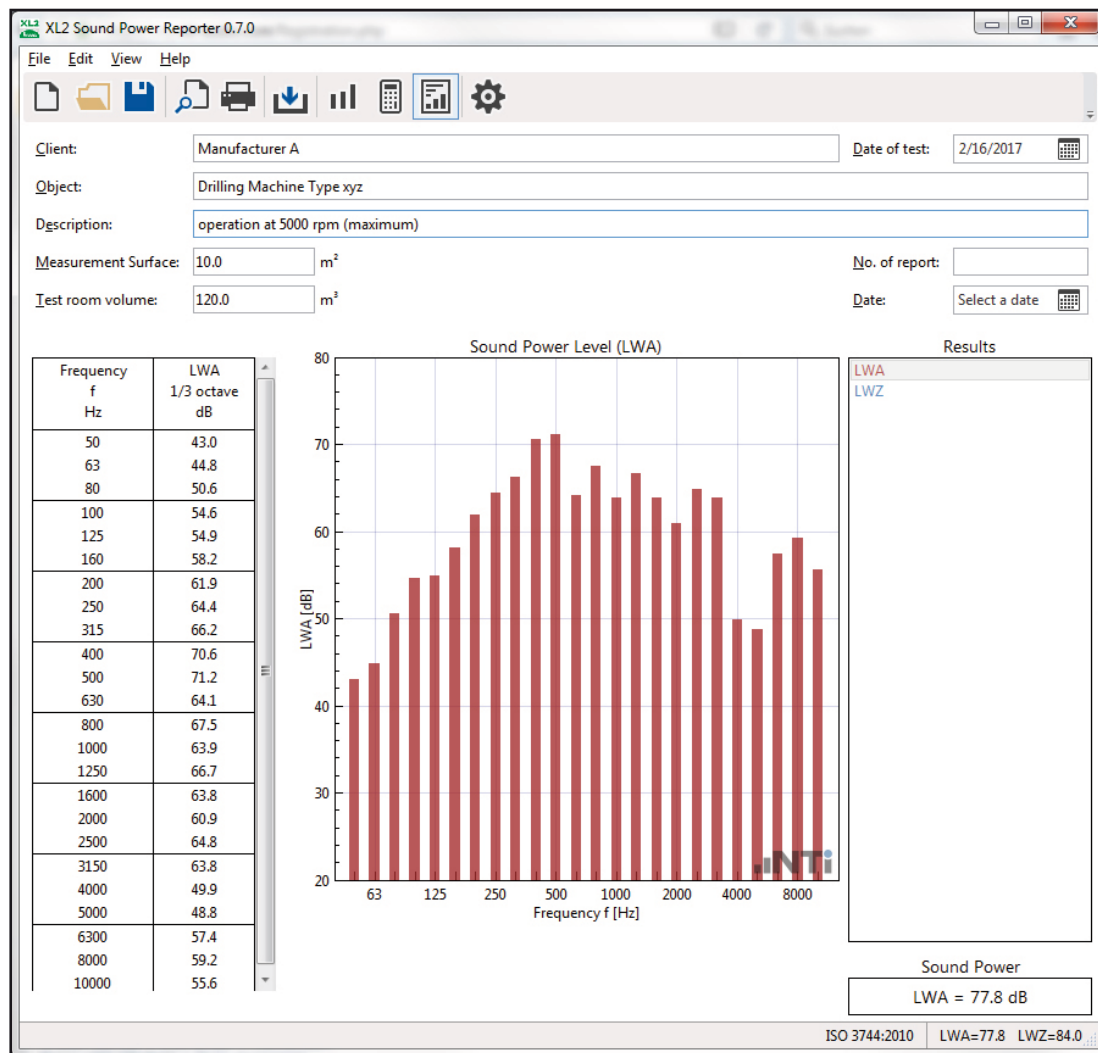 XL2 Sound Power Reporter 0.7.0
File Edit View Help
Client: Manufacturer A Date of test: 2/16/2017
Object: Drilling Machine Type xyz
Description: operation at 5000 rpm (maximum)
Measurement Surface: 10.0 m² No. of report:
Test room volume: 120.0 m³ Date: Select a date
Frequency LWA
f 1/3 octave
Hz dB
50 43.0
63 44.8
80 50.6
100 54.6
125 54.9
160 58.2
200 61.9
250 64.4
315 66.2
400 70.6
500 71.2
630 64.1
800 67.5
1000 63.9
1250 66.7
1600 63.8
2000 60.9
2500 64.8
3150 63.8
4000 49.9
5000 48.8
6300 57.4
8000 59.2
10000 55.6
Sound Power Level (LWA)
80
70
60
50
40
30
20
LWA [dB]
NTi
63 125 250 500 1000 2000 4000 8000
Frequency f [Hz]
Results
LWA
LWZ
Sound Power
LWA = 77.8 dB
ISO 3744:2010 LWA=77.8 LWZ=84.0